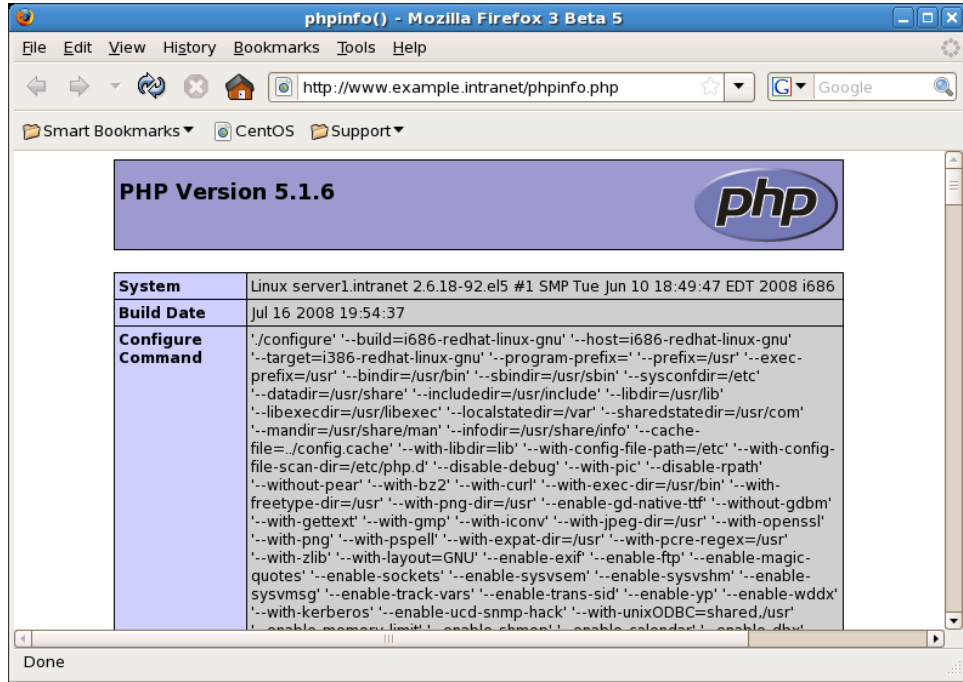 phpinfo() - Mozilla Firefox 3 Beta 5
File Edit View History Bookmarks Tools Help
http://www.example.intranet/phpinfo.php
G Google
Smart Bookmarks CentOS Support
PHP Version 5.1.6
php
System Linux server1.intranet 2.6.18-92.el5 #1 SMP Tue Jun 10 18:49:47 EDT 2008 i686
Build Date Jul 16 2008 19:54:37
Configure Command
'./configure' '--build=i686-redhat-linux-gnu' '--host=i686-redhat-linux-gnu'
'--target=i386-redhat-linux-gnu' '--program-prefix=' '--prefix=/usr' '--exec-
prefix=/usr' '--bindir=/usr/bin' '--sbindir=/usr/sbin' '--sysconfdir=/etc'
'--datadir=/usr/share' '--includedir=/usr/include' '--libdir=/usr/lib'
'--libexecdir=/usr/libexec' '--localstatedir=/var' '--sharedstatedir=/usr/com'
'--mandir=/usr/share/man' '--infodir=/usr/share/info' '--cache-
file=../config.cache' '--with-libdir=lib' '--with-config-file-path=/etc' '--with-config-
file-scan-dir=/etc/php.d' '--disable-debug' '--with-pic' '--disable-rpath'
'--without-pear' '--with-bz2' '--with-curl' '--with-exec-dir=/usr/bin' '--with-
freetype-dir=/usr' '--with-png-dir=/usr' '--enable-gd-native-ttf' '--without-gdbm'
'--with-gettext' '--with-gmp' '--with-iconv' '--with-jpeg-dir=/usr' '--with-openssl'
'--with-png' '--with-pspell' '--with-expat-dir=/usr' '--with-pcre-regex=/usr'
'--with-zlib' '--with-layout=GNU' '--enable-exif' '--enable-ftp' '--enable-magic-
quotes' '--enable-sockets' '--enable-sysvsem' '--enable-sysvshm' '--enable-
sysvmsg' '--enable-track-vars' '--enable-trans-sid' '--enable-yp' '--enable-wddx'
'--with-kerberos' '--enable-ucd-snmp-hack' '--with-unixODBC=shared,/usr'
'--enable-memory-limit' '--enable-shmop' '--enable-calendar' '--enable-dbx'
Done